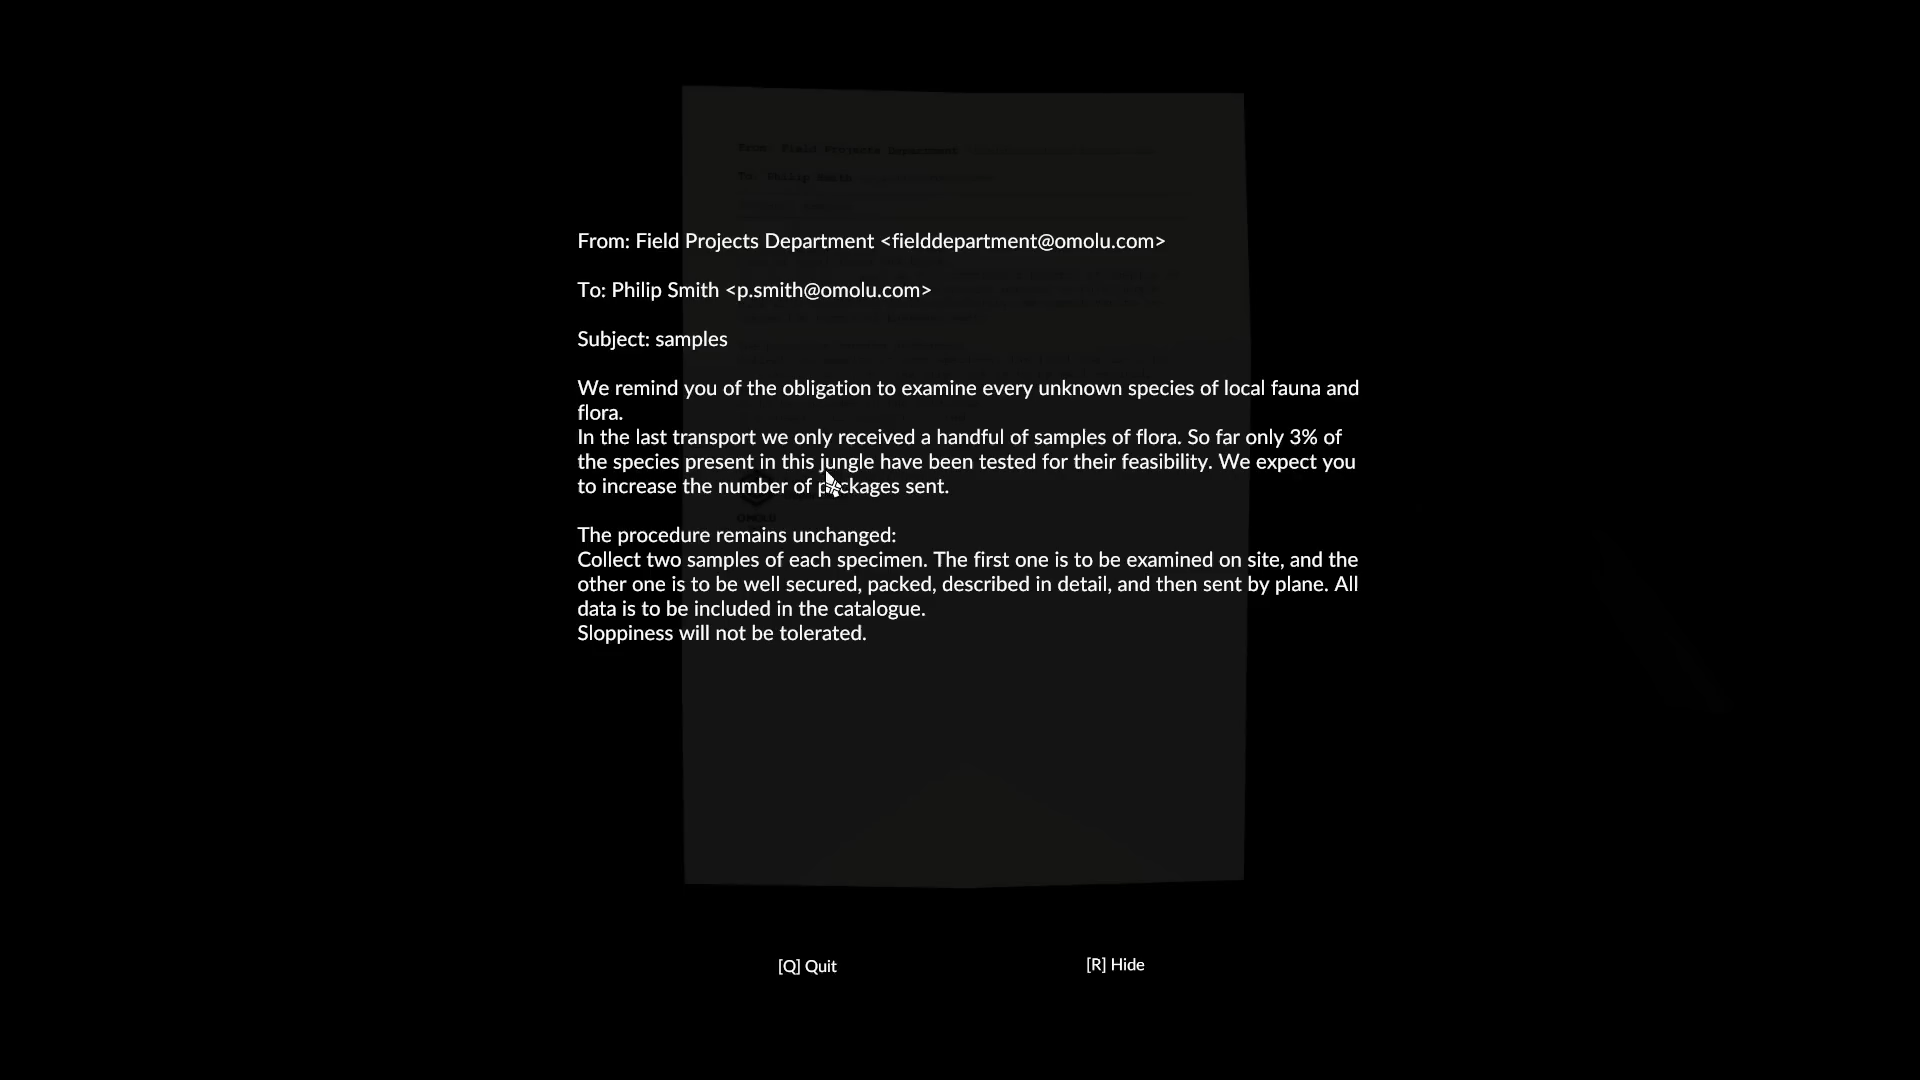 From: Field Projects Department <fielddepartment@omolu.com>
To: Philip Smith <p.smith@omolu.com>
Subject: samples
We remind you of the obligation to examine every unknown species of local fauna and
flora.
In the last transport we only received a handful of samples of flora. So far only 3% of
the species present in this jungle have been tested for their feasibility. We expect you
to increase the number of packages sent.
The procedure remains unchanged:
Collect two samples of each specimen. The first one is to be examined on site, and the
other one is to be well secured, packed, described in detail, and then sent by plane. All
data is to be included in the catalogue.
Sloppiness will not be tolerated.
[Q] Quit
[R] Hide